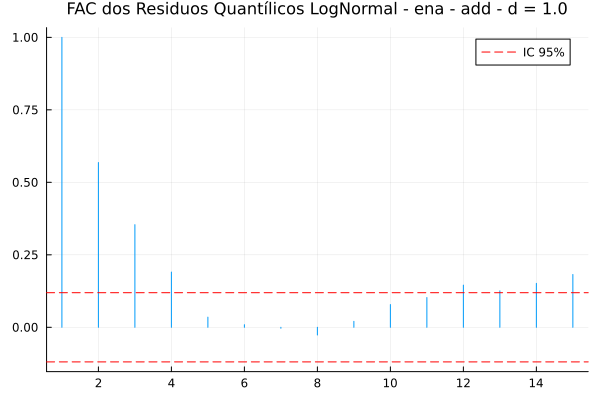 FAC dos Residuos Quantílicos LogNormal - ena - add - d = 1.0
IC 95%
1.00
0.75
0.50
0.25
0.00
2 4 6 8 10 12 14